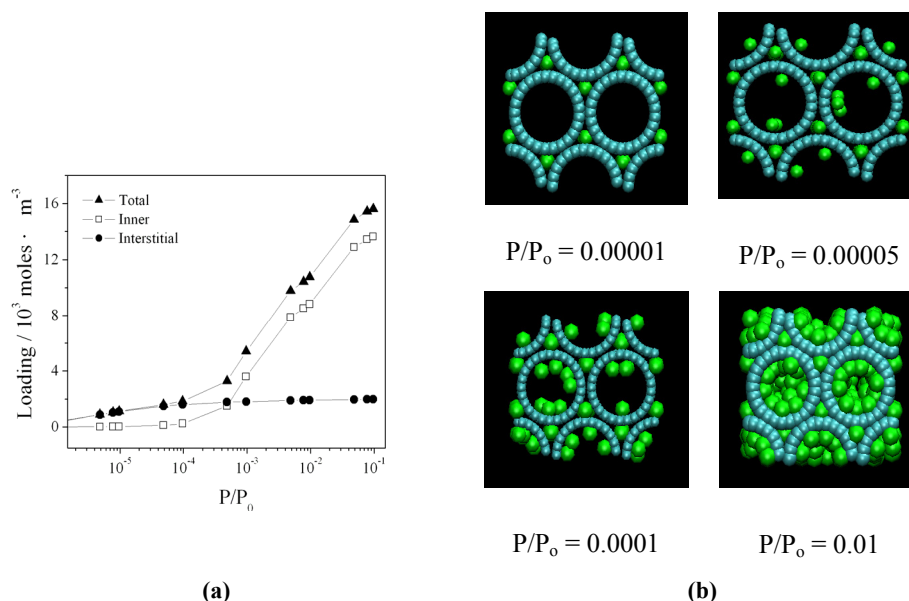 16
12
8
4
0
Loading / 10³ moles · m⁻³
Total
Inner
Interstitial
10⁻⁵
10⁻⁴
10⁻³
10⁻²
10⁻¹
P/P₀
(a)
P/Pₒ = 0.00001
P/Pₒ = 0.00005
P/Pₒ = 0.0001
P/Pₒ = 0.01
(b)